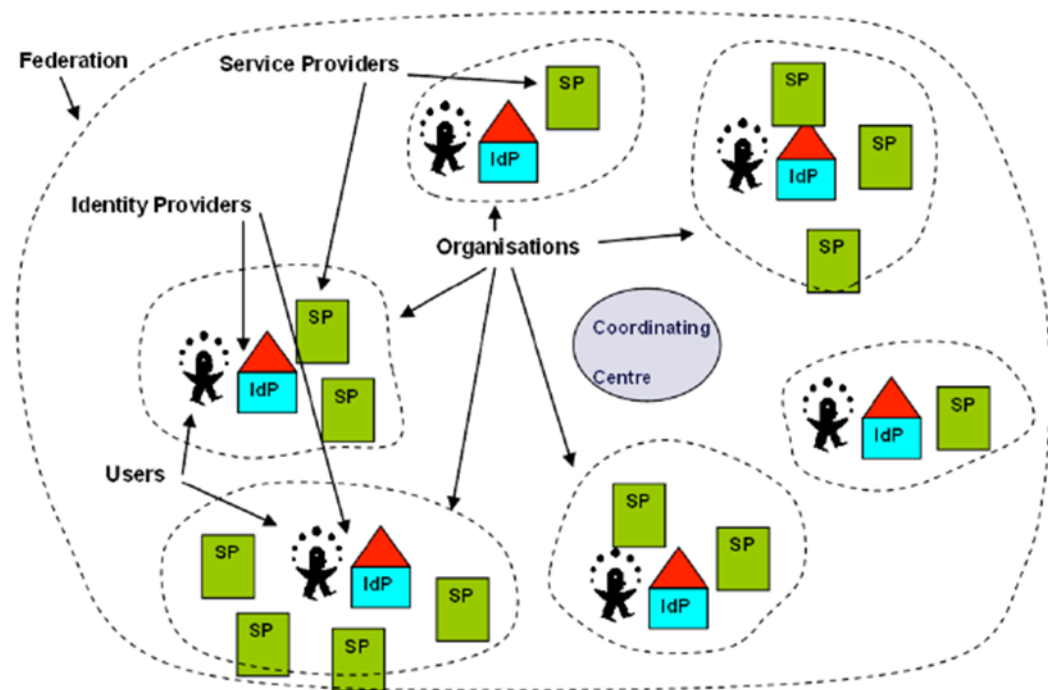 Federation
Service Providers
SP
IdP
SP
SP
IdP
SP
Identity Providers
Organisations
SP
IdP
SP
Coordinating
Centre
SP
IdP
SP
Users
SP
IdP
SP
SP
SP
SP
IdP
SP
IdP